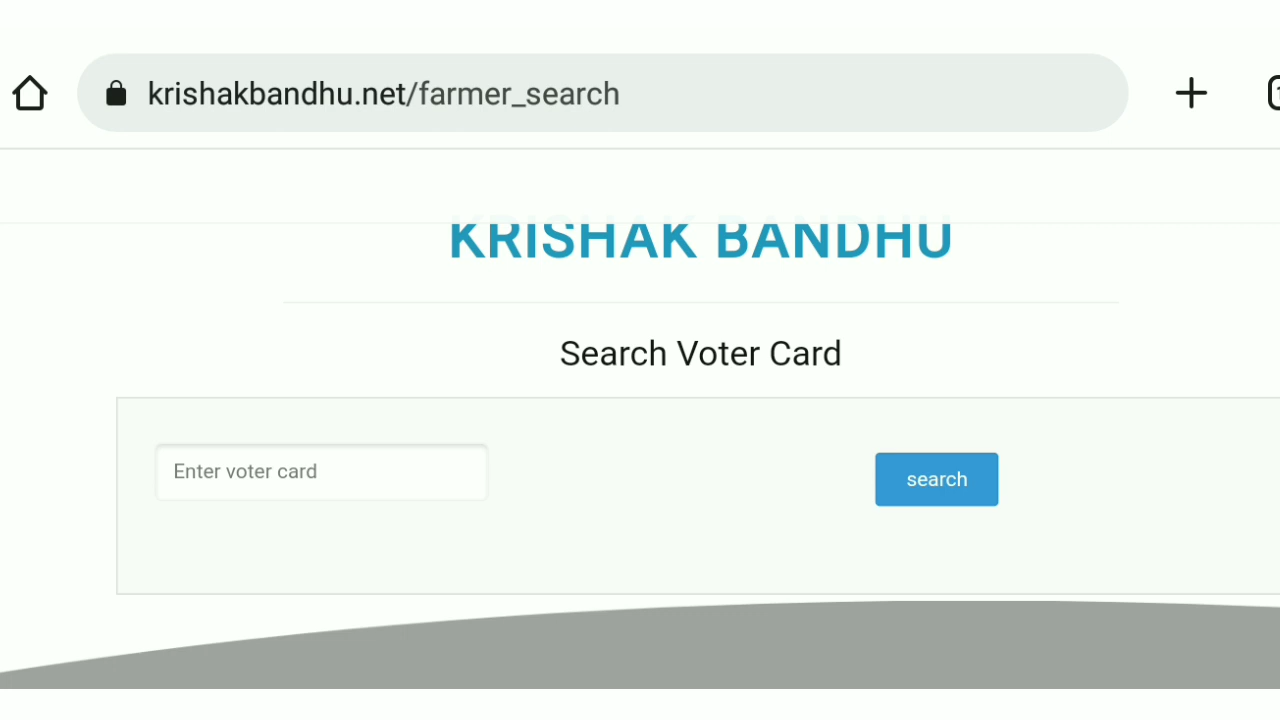 krishakbandhu.net/farmer_search
KRISHAK BANDHU
Search Voter Card
Enter voter card
search